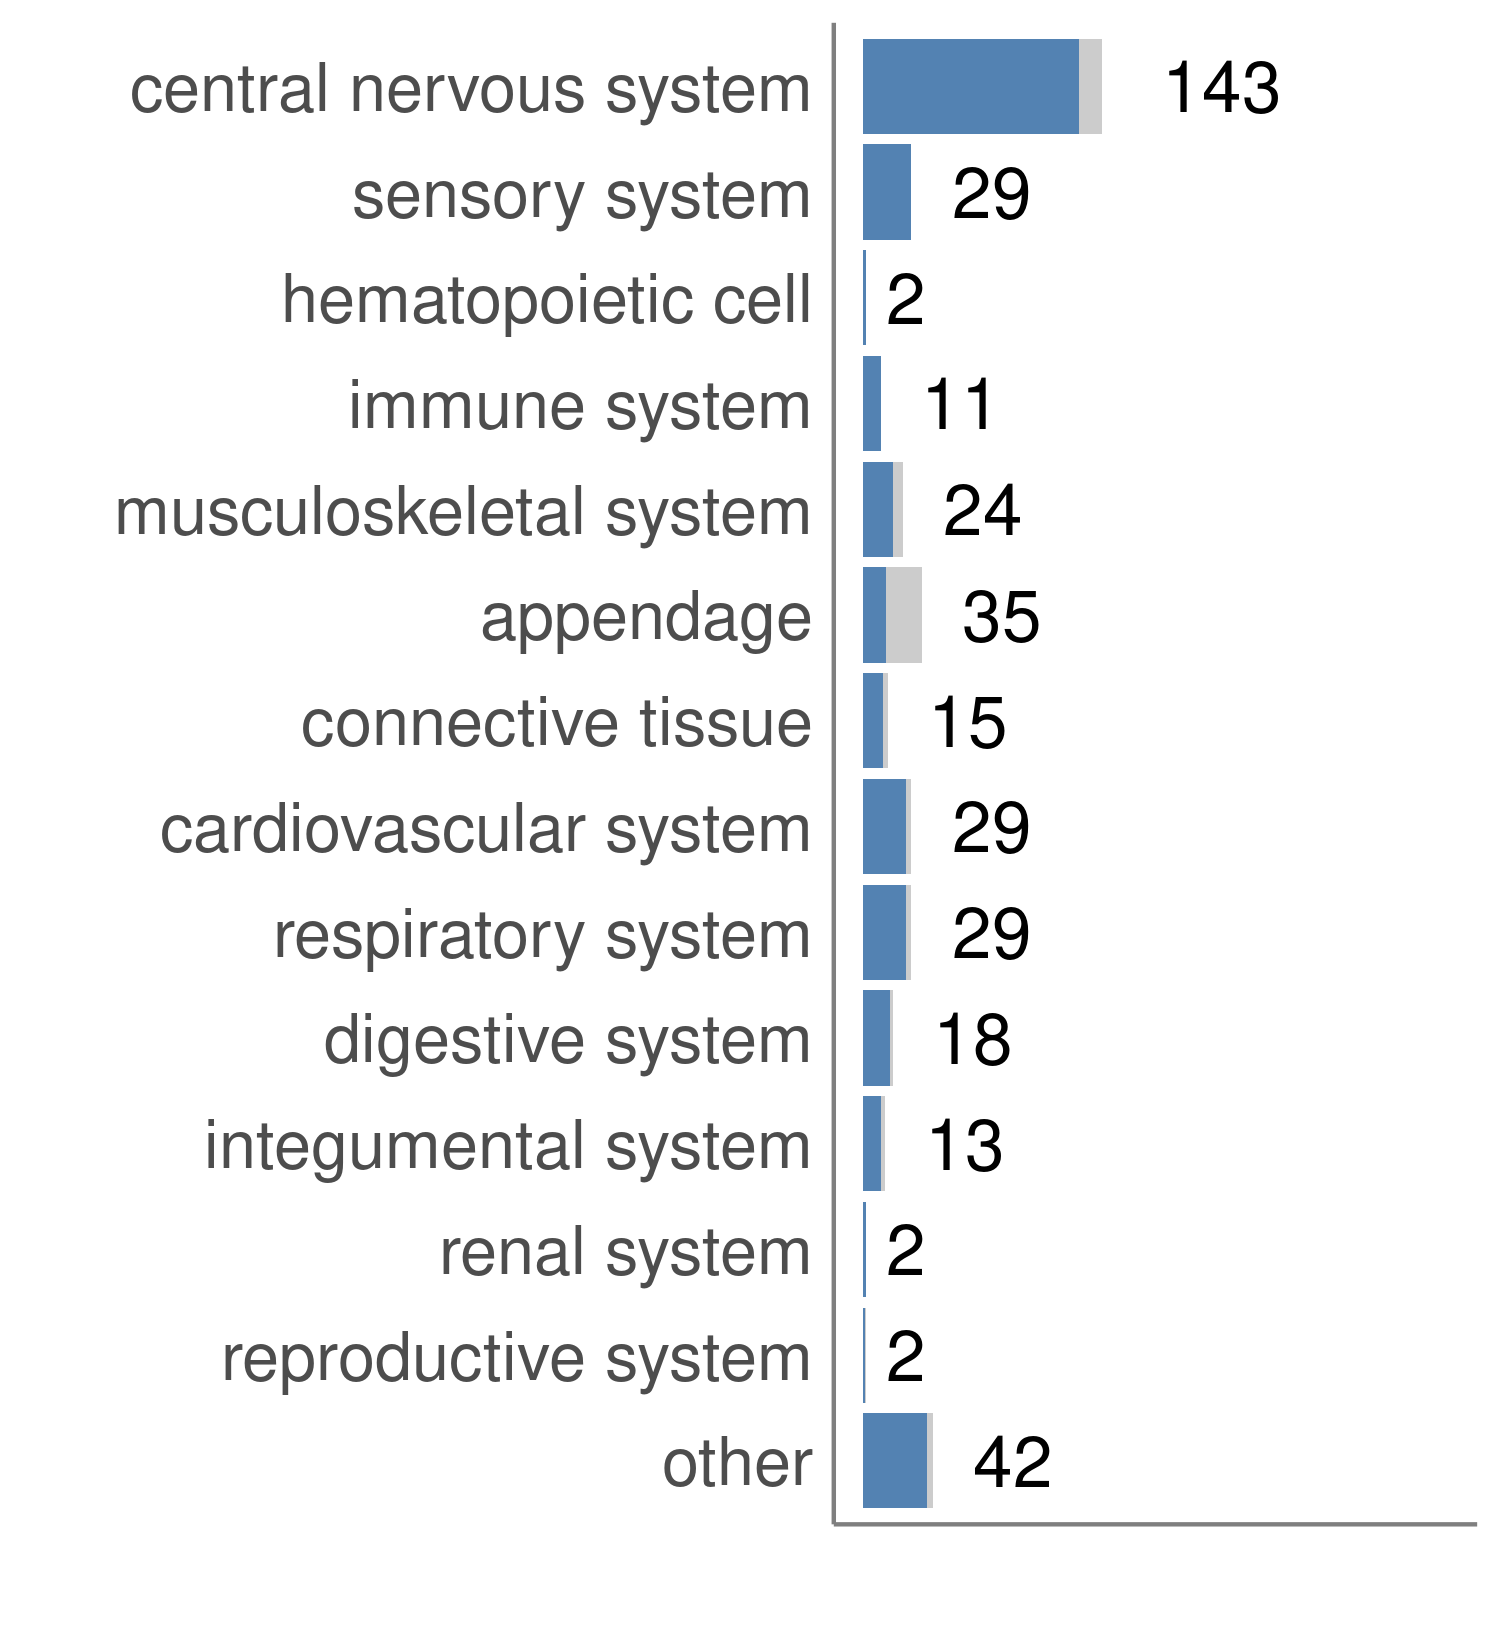 central nervous system 143
sensory system 29
hematopoietic cell 2
immune system 11
musculoskeletal system 24
appendage 35
connective tissue 15
cardiovascular system 29
respiratory system 29
digestive system 18
integumental system 13
renal system 2
reproductive system 2
other 42